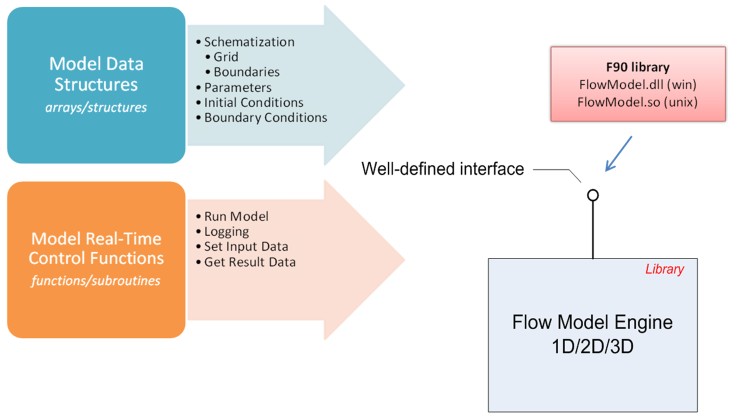 Model Data
Structures
arrays/structures
• Schematization
• Grid
• Boundaries
• Parameters
• Initial Conditions
• Boundary Conditions
Model Real-Time
Control Functions
functions/subroutines
• Run Model
• Logging
• Set Input Data
• Get Result Data
F90 library
FlowModel.dll (win)
FlowModel.so (unix)
Well-defined interface
Library
Flow Model Engine
1D/2D/3D